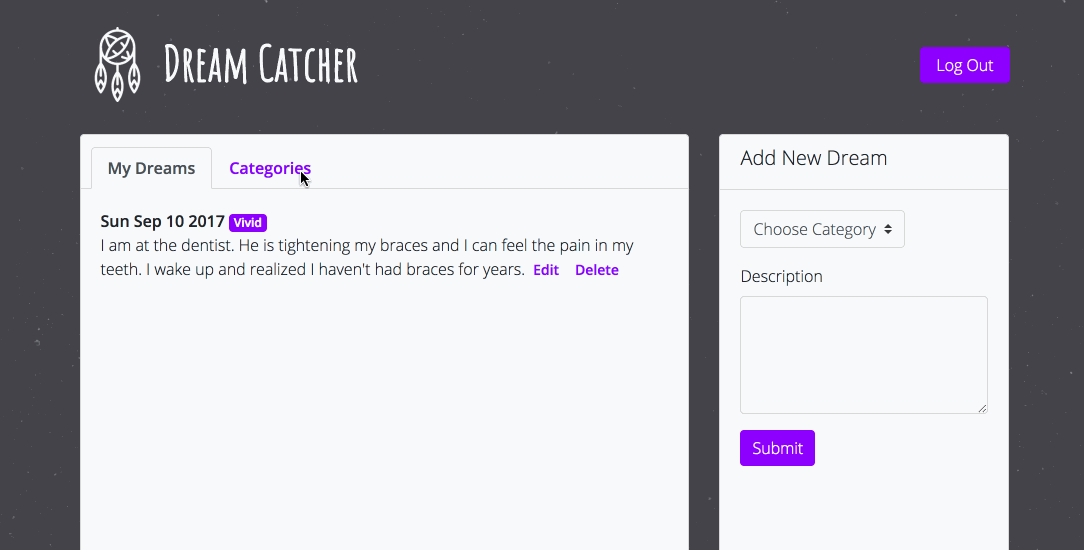 DREAM CATCHER
Log Out
My Dreams
Categories
Sun Sep 10 2017 Vivid
I am at the dentist. He is tightening my braces and I can feel the pain in my
teeth. I wake up and realized I haven't had braces for years. Edit Delete
Add New Dream
Choose Category
Description
Submit